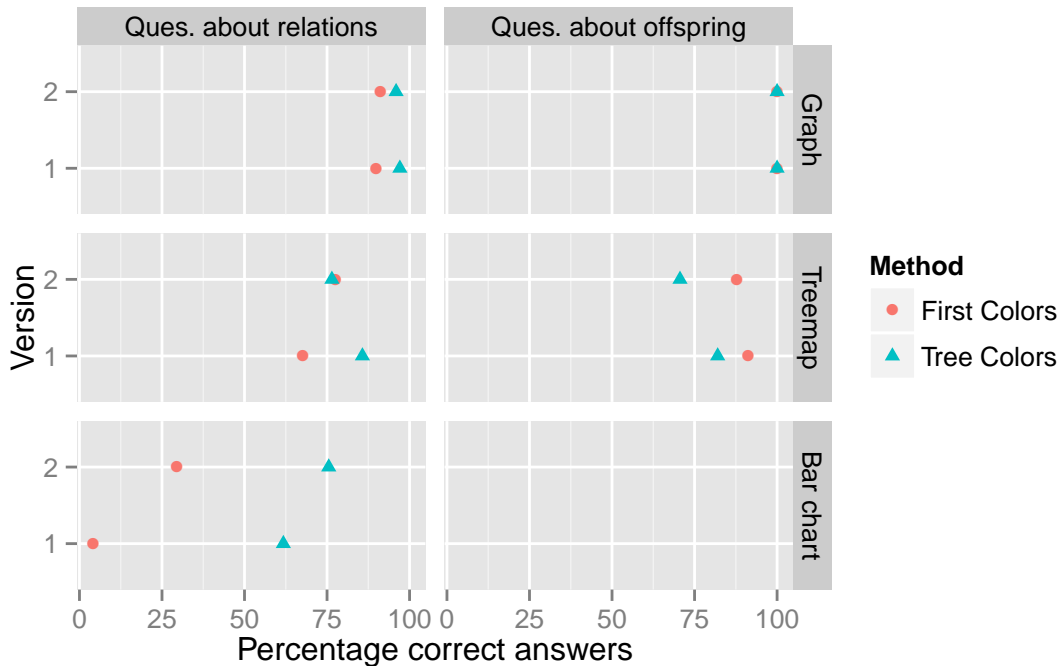 Ques. about relations
Ques. about offspring
2
1
Graph
Version
2
1
Treemap
2
1
Bar chart
0 25 50 75 100
0 25 50 75 100
Percentage correct answers
Method
First Colors
Tree Colors